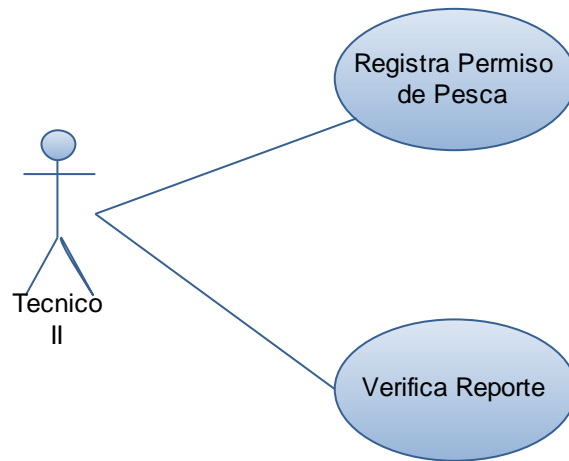 Registra Permiso
de Pesca
Tecnico
II
Verifica Reporte